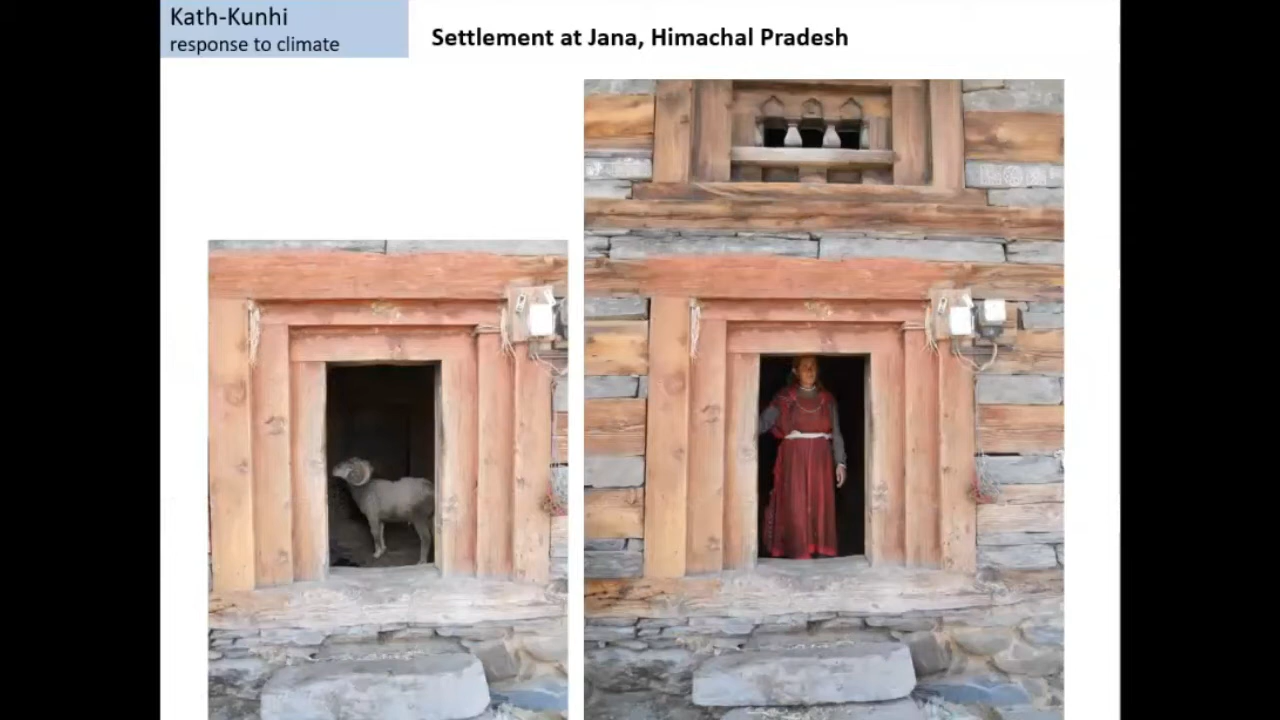 Kath-Kunhi
response to climate
Settlement at Jana, Himachal Pradesh